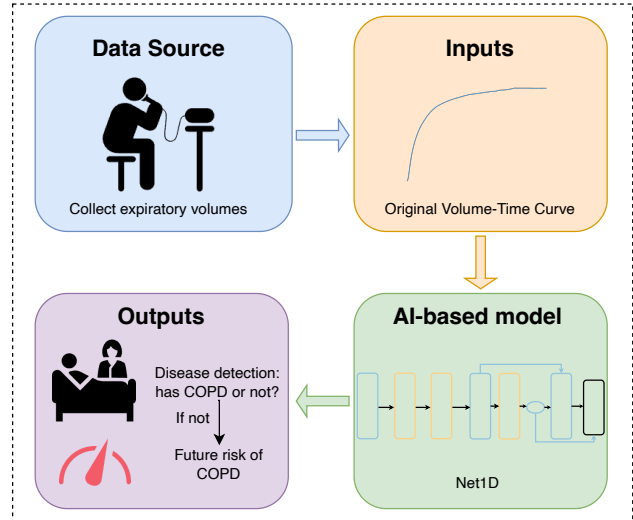 Data Source
Collect expiratory volumes
Inputs
Original Volume-Time Curve
AI-based model
Net1D
Outputs
Disease detection:
has COPD or not?
If not
Future risk of
COPD